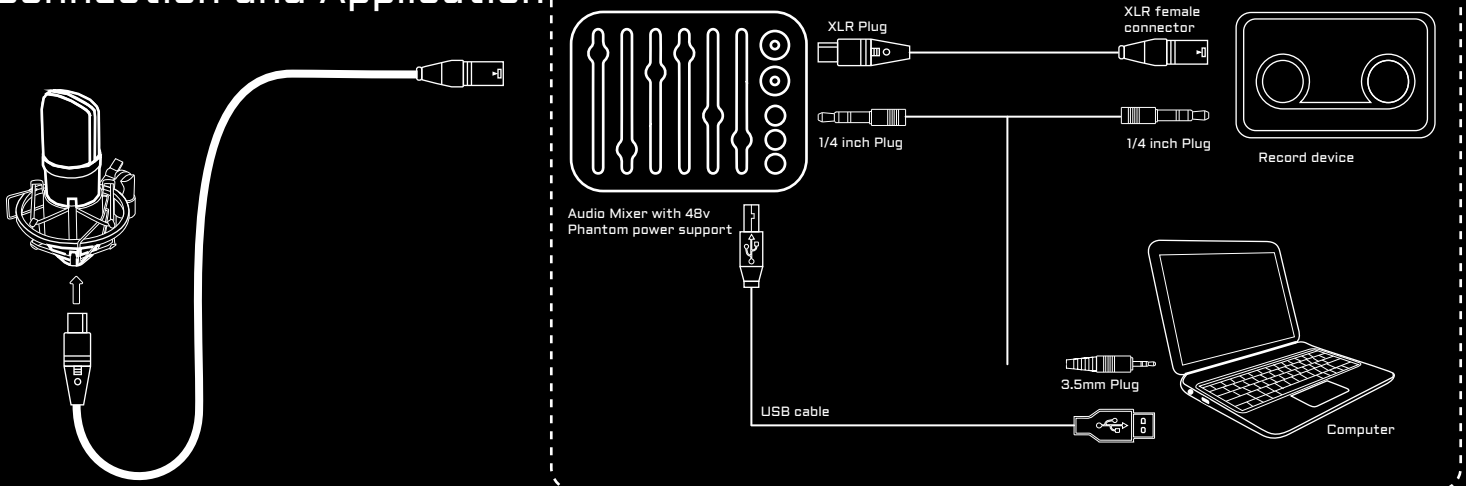 Connection and Application
XLR Plug
XLR female
connector
1/4 inch Plug
1/4 inch Plug
Record device
Audio Mixer with 48v
Phantom power support
3.5mm Plug
USB cable
Computer